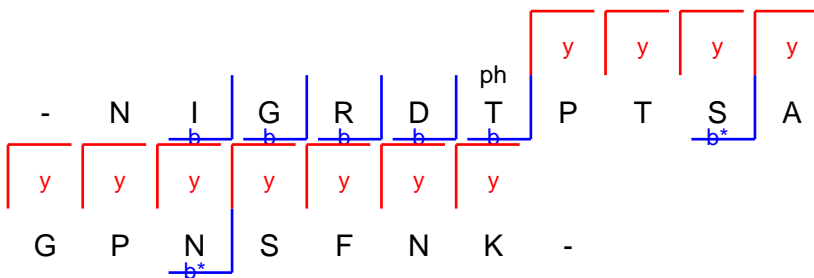 y y y y
ph
- N I G R D T P T S A
b b b b b b*
y y y y y y y
G P N S F N K -
b*